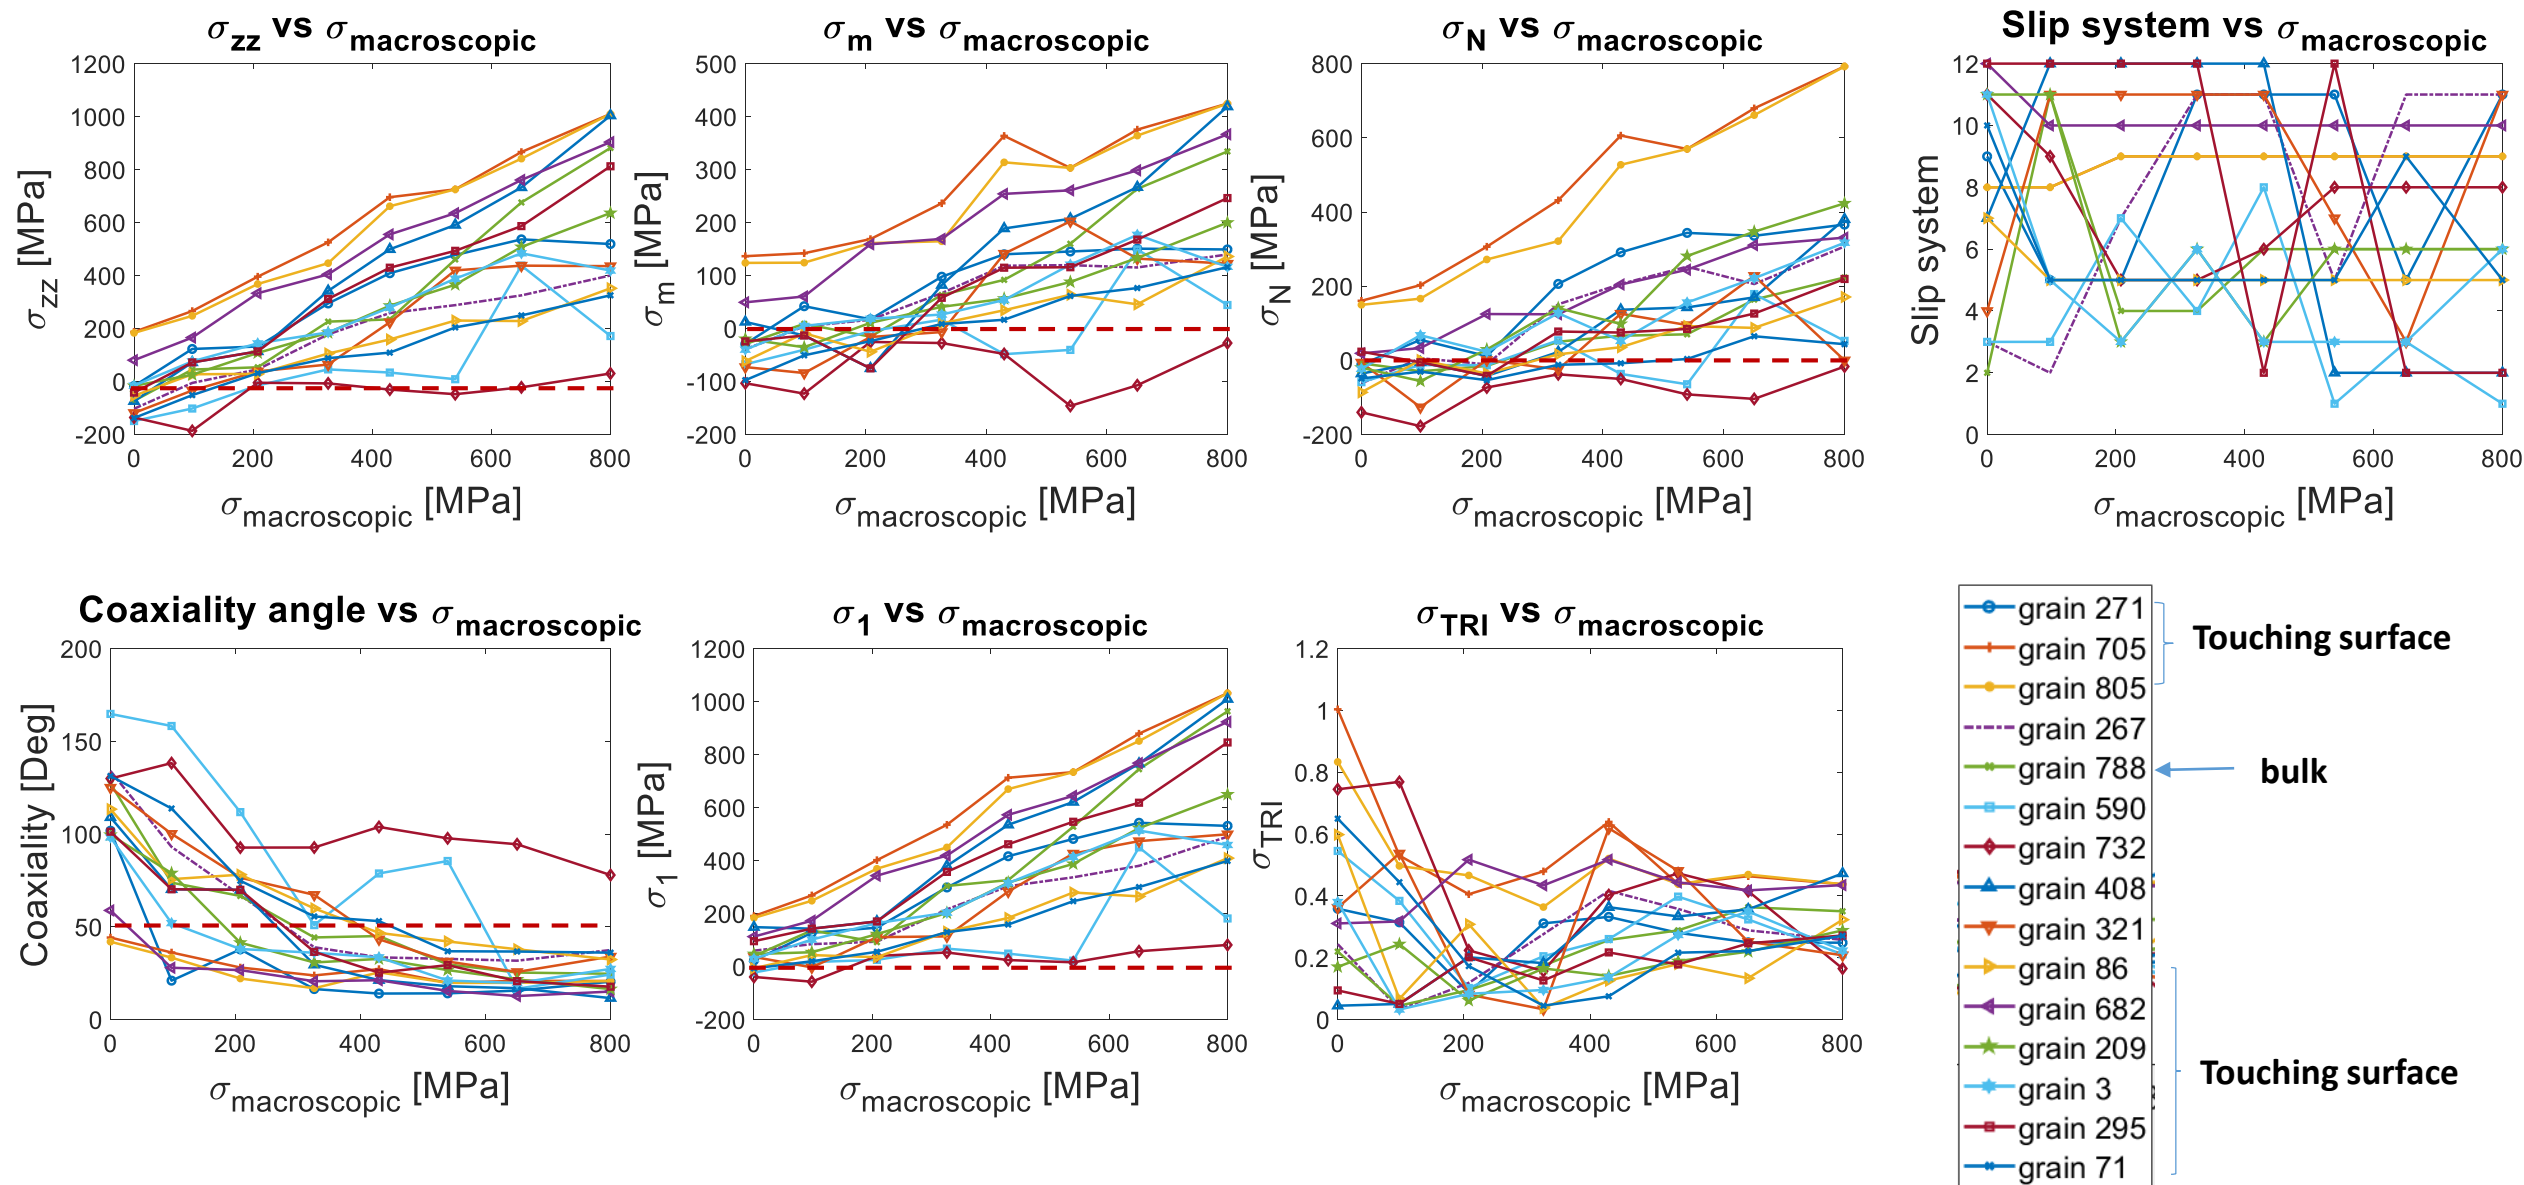 σzz vs σmacroscopic
1200
1000
800
600
400
200
0
-200
0 200 400 600 800
σzz [MPa]
σmacroscopic [MPa]
σm vs σmacroscopic
500
400
300
200
100
0
-100
-200
0 200 400 600 800
σm [MPa]
σmacroscopic [MPa]
σN vs σmacroscopic
800
600
400
200
0
-200
0 200 400 600 800
σN [MPa]
σmacroscopic [MPa]
Slip system vs σmacroscopic
12
10
8
6
4
2
0
0 200 400 600 800
Slip system
σmacroscopic [MPa]
Coaxiality angle vs σmacroscopic
200
150
100
50
0
0 200 400 600 800
Coaxiality [Deg]
σmacroscopic [MPa]
σ1 vs σmacroscopic
1200
1000
800
600
400
200
0
-200
0 200 400 600 800
σ1 [MPa]
σmacroscopic [MPa]
σTRI vs σmacroscopic
1.2
1
0.8
0.6
0.4
0.2
0
0 200 400 600 800
σTRI
σmacroscopic [MPa]
grain 271
grain 705
grain 805
grain 267
grain 788
grain 590
grain 732
grain 408
grain 321
grain 86
grain 682
grain 209
grain 3
grain 295
grain 71
Touching surface
bulk
Touching surface